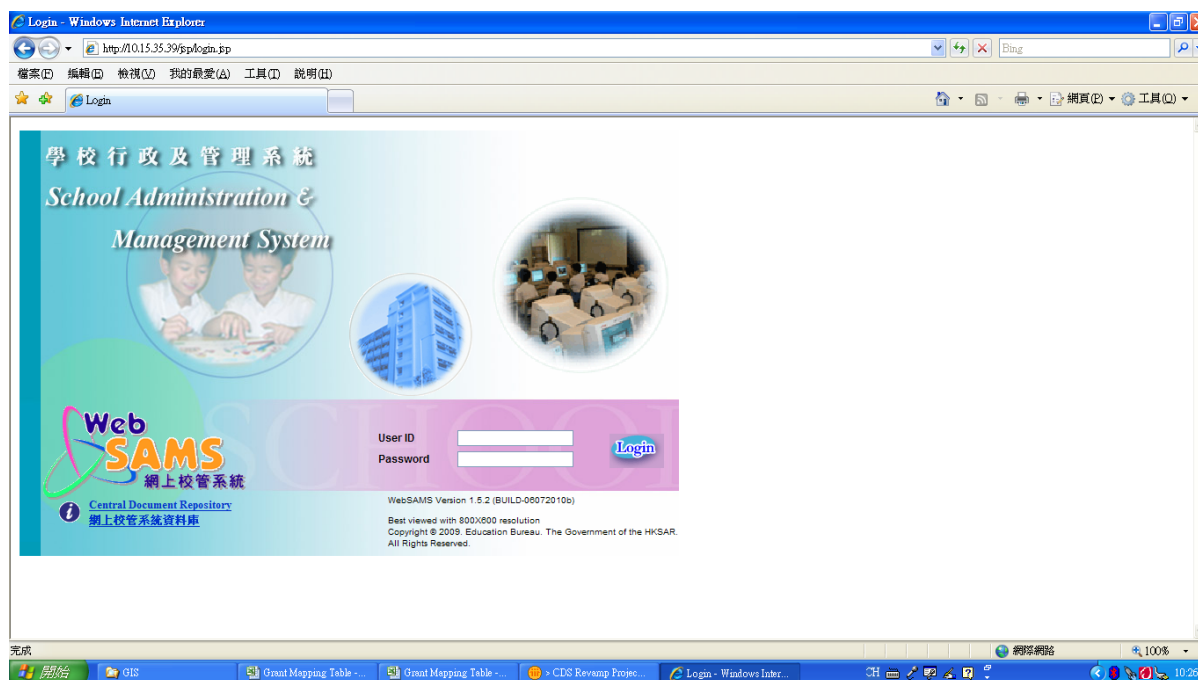 Login - Windows Internet Explorer
http://10.15.35.39/jsp/login.jsp
Bing
檔案(F) 編輯(E) 檢視(V) 我的最愛(A) 工具(T) 說明(H)
Login
網頁(P) 工具(O)
學校行政及管理系統
School Administration &
Management System
SCHOOL
Web
SAMS
網上校管系統
User ID
Password
Login
Central Document Repository
網上校管系統資料庫
WebSAMS Version 1.5.2 (BUILD-06072010b)
Best viewed with 800X600 resolution
Copyright © 2009. Education Bureau. The Government of the HKSAR.
All Rights Reserved.
完成
網際網路
100%
開始
GIS
Grant Mapping Table -...
Grant Mapping Table -...
> CDS Revamp Projec...
Login - Windows Inter...
CH
10:26